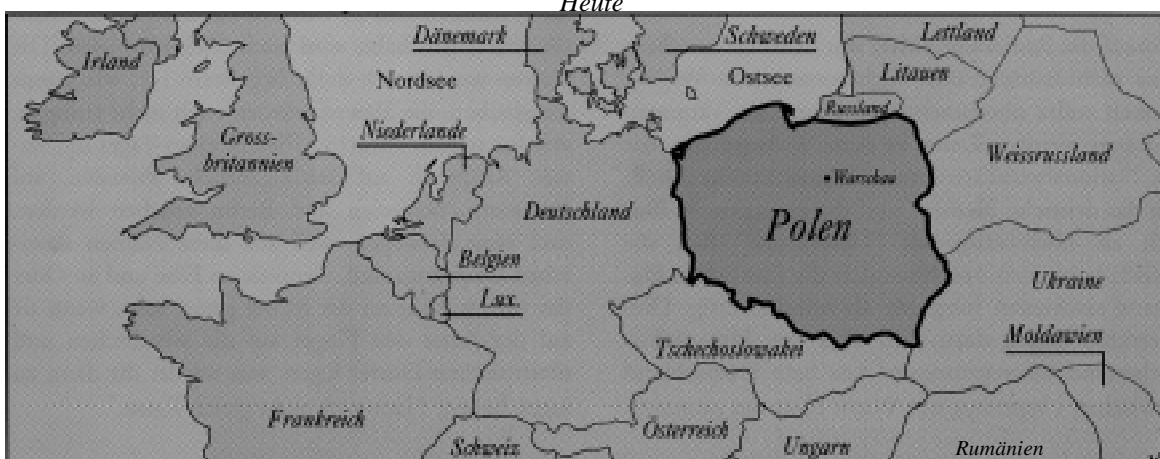 Heute
Dänemark
Schweden
Lettland
Irland
Nordsee
Ostsee
Litauen
Russland
Niederlande
Gross-
britannien
Weissrussland
Warschau
Deutschland
Polen
Belgien
Ukraine
Lux.
Moldawien
Tschechoslowakei
Frankreich
Österreich
Schweiz
Ungarn
Rumänien